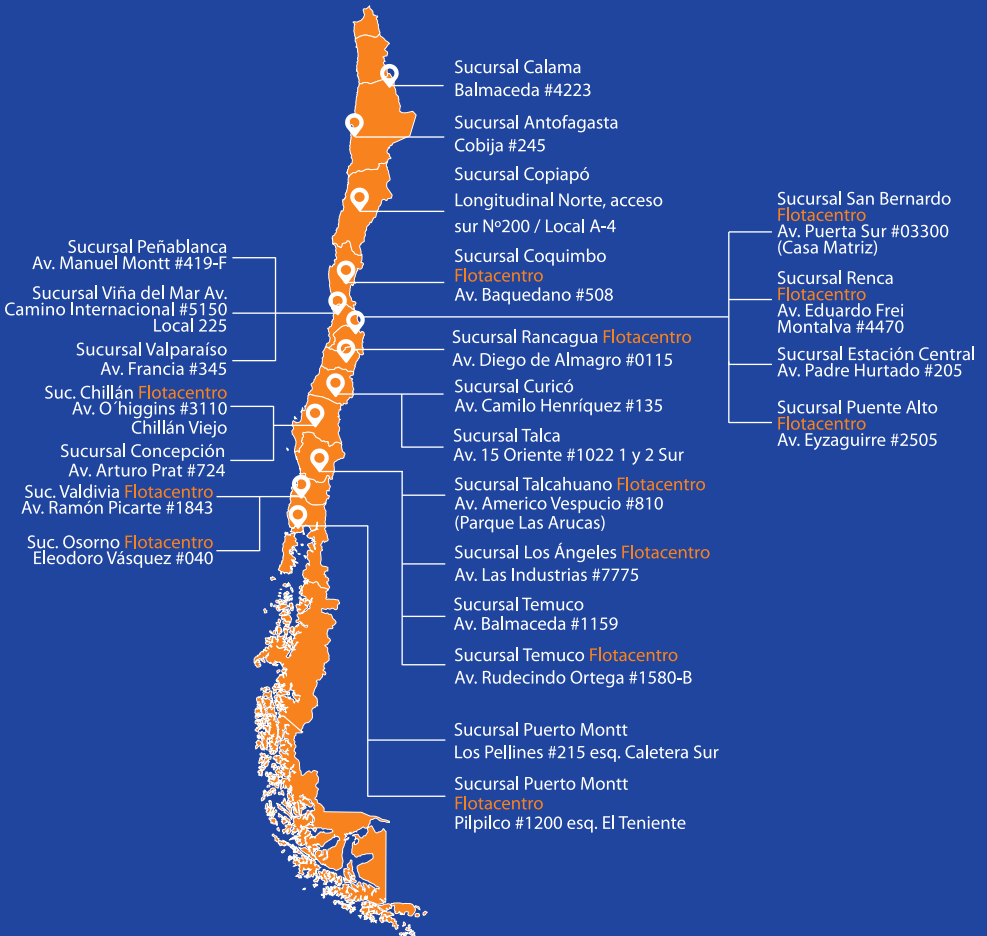 Sucursal Calama
Balmaceda #4223
Sucursal Antofagasta
Cobija #245
Sucursal Copiapó
Longitudinal Norte, acceso
sur Nº200 / Local A-4
Sucursal Coquimbo
Flotacentro
Av. Baquedano #508
Sucursal Rancagua Flotacentro
Av. Diego de Almagro #0115
Sucursal Curicó
Av. Camilo Henríquez #135
Sucursal Talca
Av. 15 Oriente #1022 1 y 2 Sur
Sucursal Talcahuano Flotacentro
Av. Americo Vespucio #810
(Parque Las Arucas)
Sucursal Los Ángeles Flotacentro
Av. Las Industrias #7775
Sucursal Temuco
Av. Balmaceda #1159
Sucursal Temuco Flotacentro
Av. Rudecindo Ortega #1580-B
Sucursal Puerto Montt
Los Pellines #215 esq. Caletera Sur
Sucursal Puerto Montt
Flotacentro
Pilpilco #1200 esq. El Teniente
Sucursal Peñablanca
Av. Manuel Montt #419-F
Sucursal Viña del Mar Av.
Camino Internacional #5150
Local 225
Sucursal Valparaíso
Av. Francia #345
Suc. Chillán Flotacentro
Av. O´higgins #3110
Chillán Viejo
Sucursal Concepción
Av. Arturo Prat #724
Suc. Valdivia Flotacentro
Av. Ramón Picarte #1843
Suc. Osorno Flotacentro
Eleodoro Vásquez #040
Sucursal San Bernardo
Flotacentro
Av. Puerta Sur #03300
(Casa Matriz)
Sucursal Renca
Flotacentro
Av. Eduardo Frei
Montalva #4470
Sucursal Estación Central
Av. Padre Hurtado #205
Sucursal Puente Alto
Flotacentro
Av. Eyzaguirre #2505